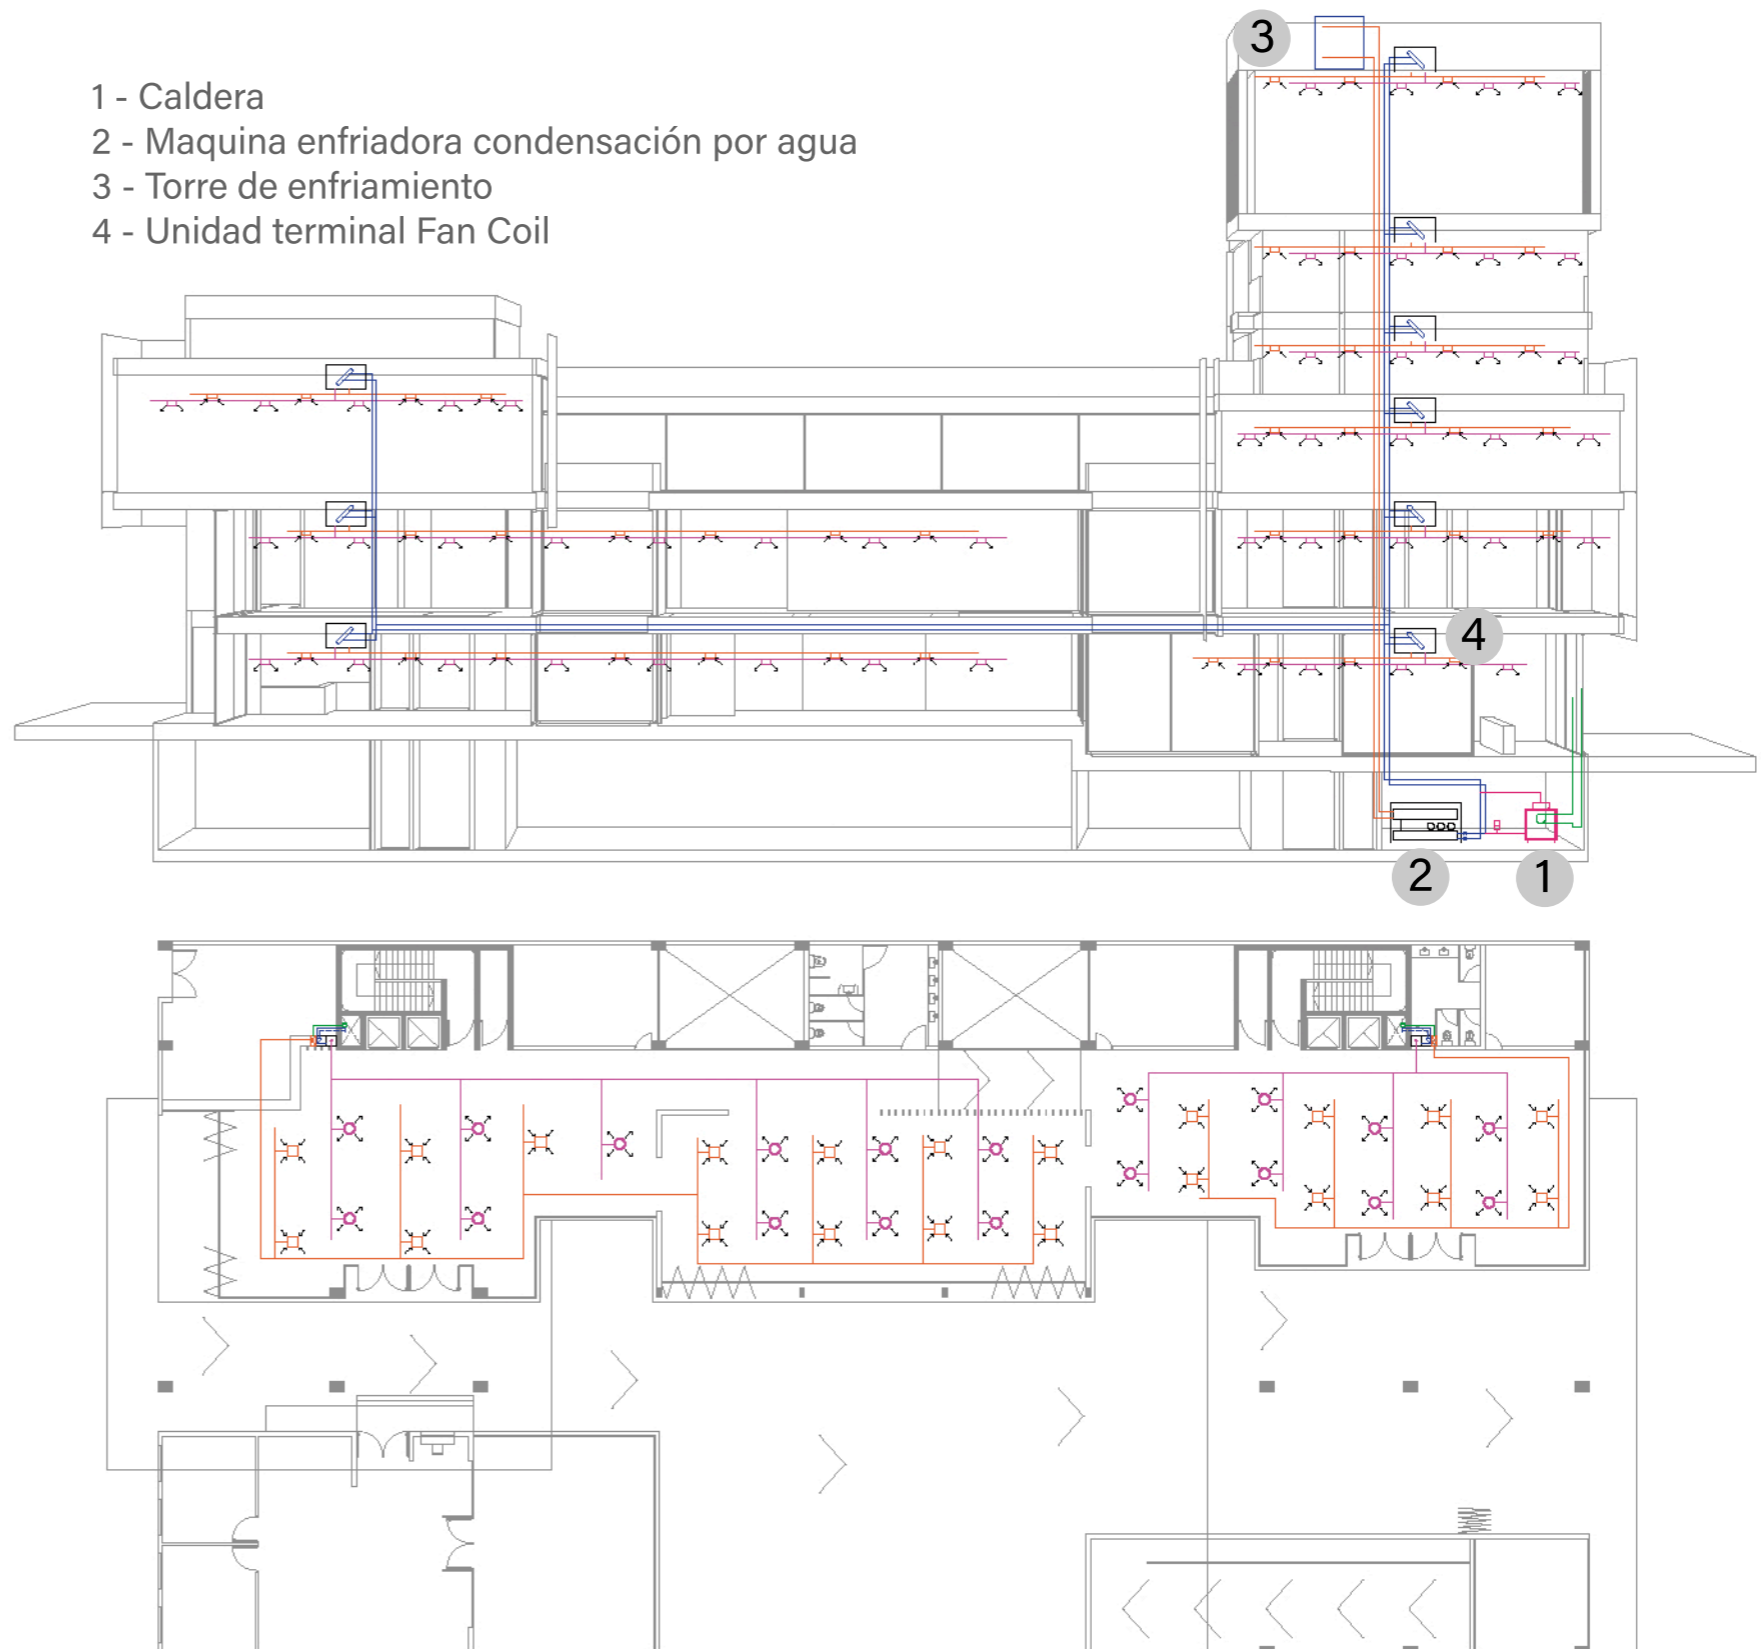 3
1 - Caldera
2 - Maquina enfriadora condensación por agua
3 - Torre de enfriamiento
4 - Unidad terminal Fan Coil
4
2
1